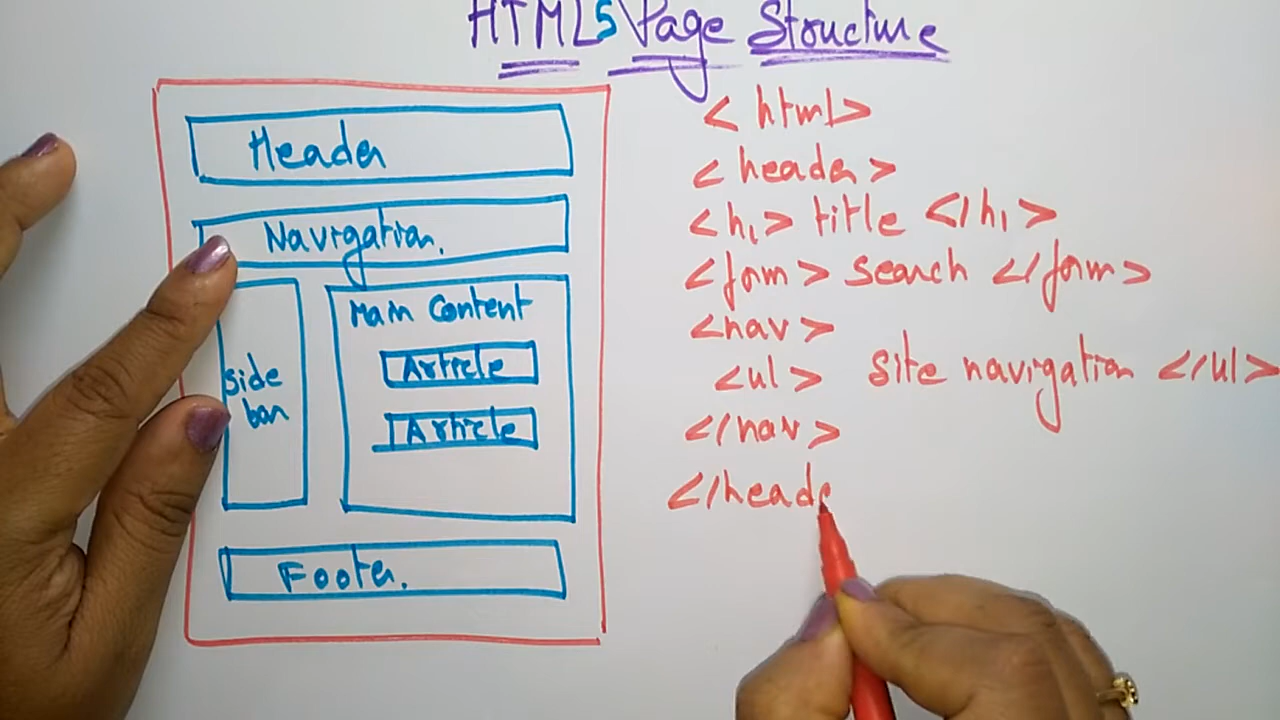 HTML5 Page Structure
Header
Navigation.
Side
bar
Main Content
Article
Article
Footer.
< html>
< header>
<h1> title </h1>
<form> search </form>
<nav>
<ul> site navigation </ul>
</nav>
</heade